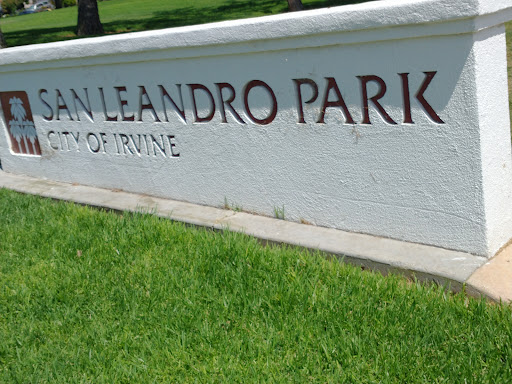 SAN LEANDRO PARK
CITY OF IRVINE